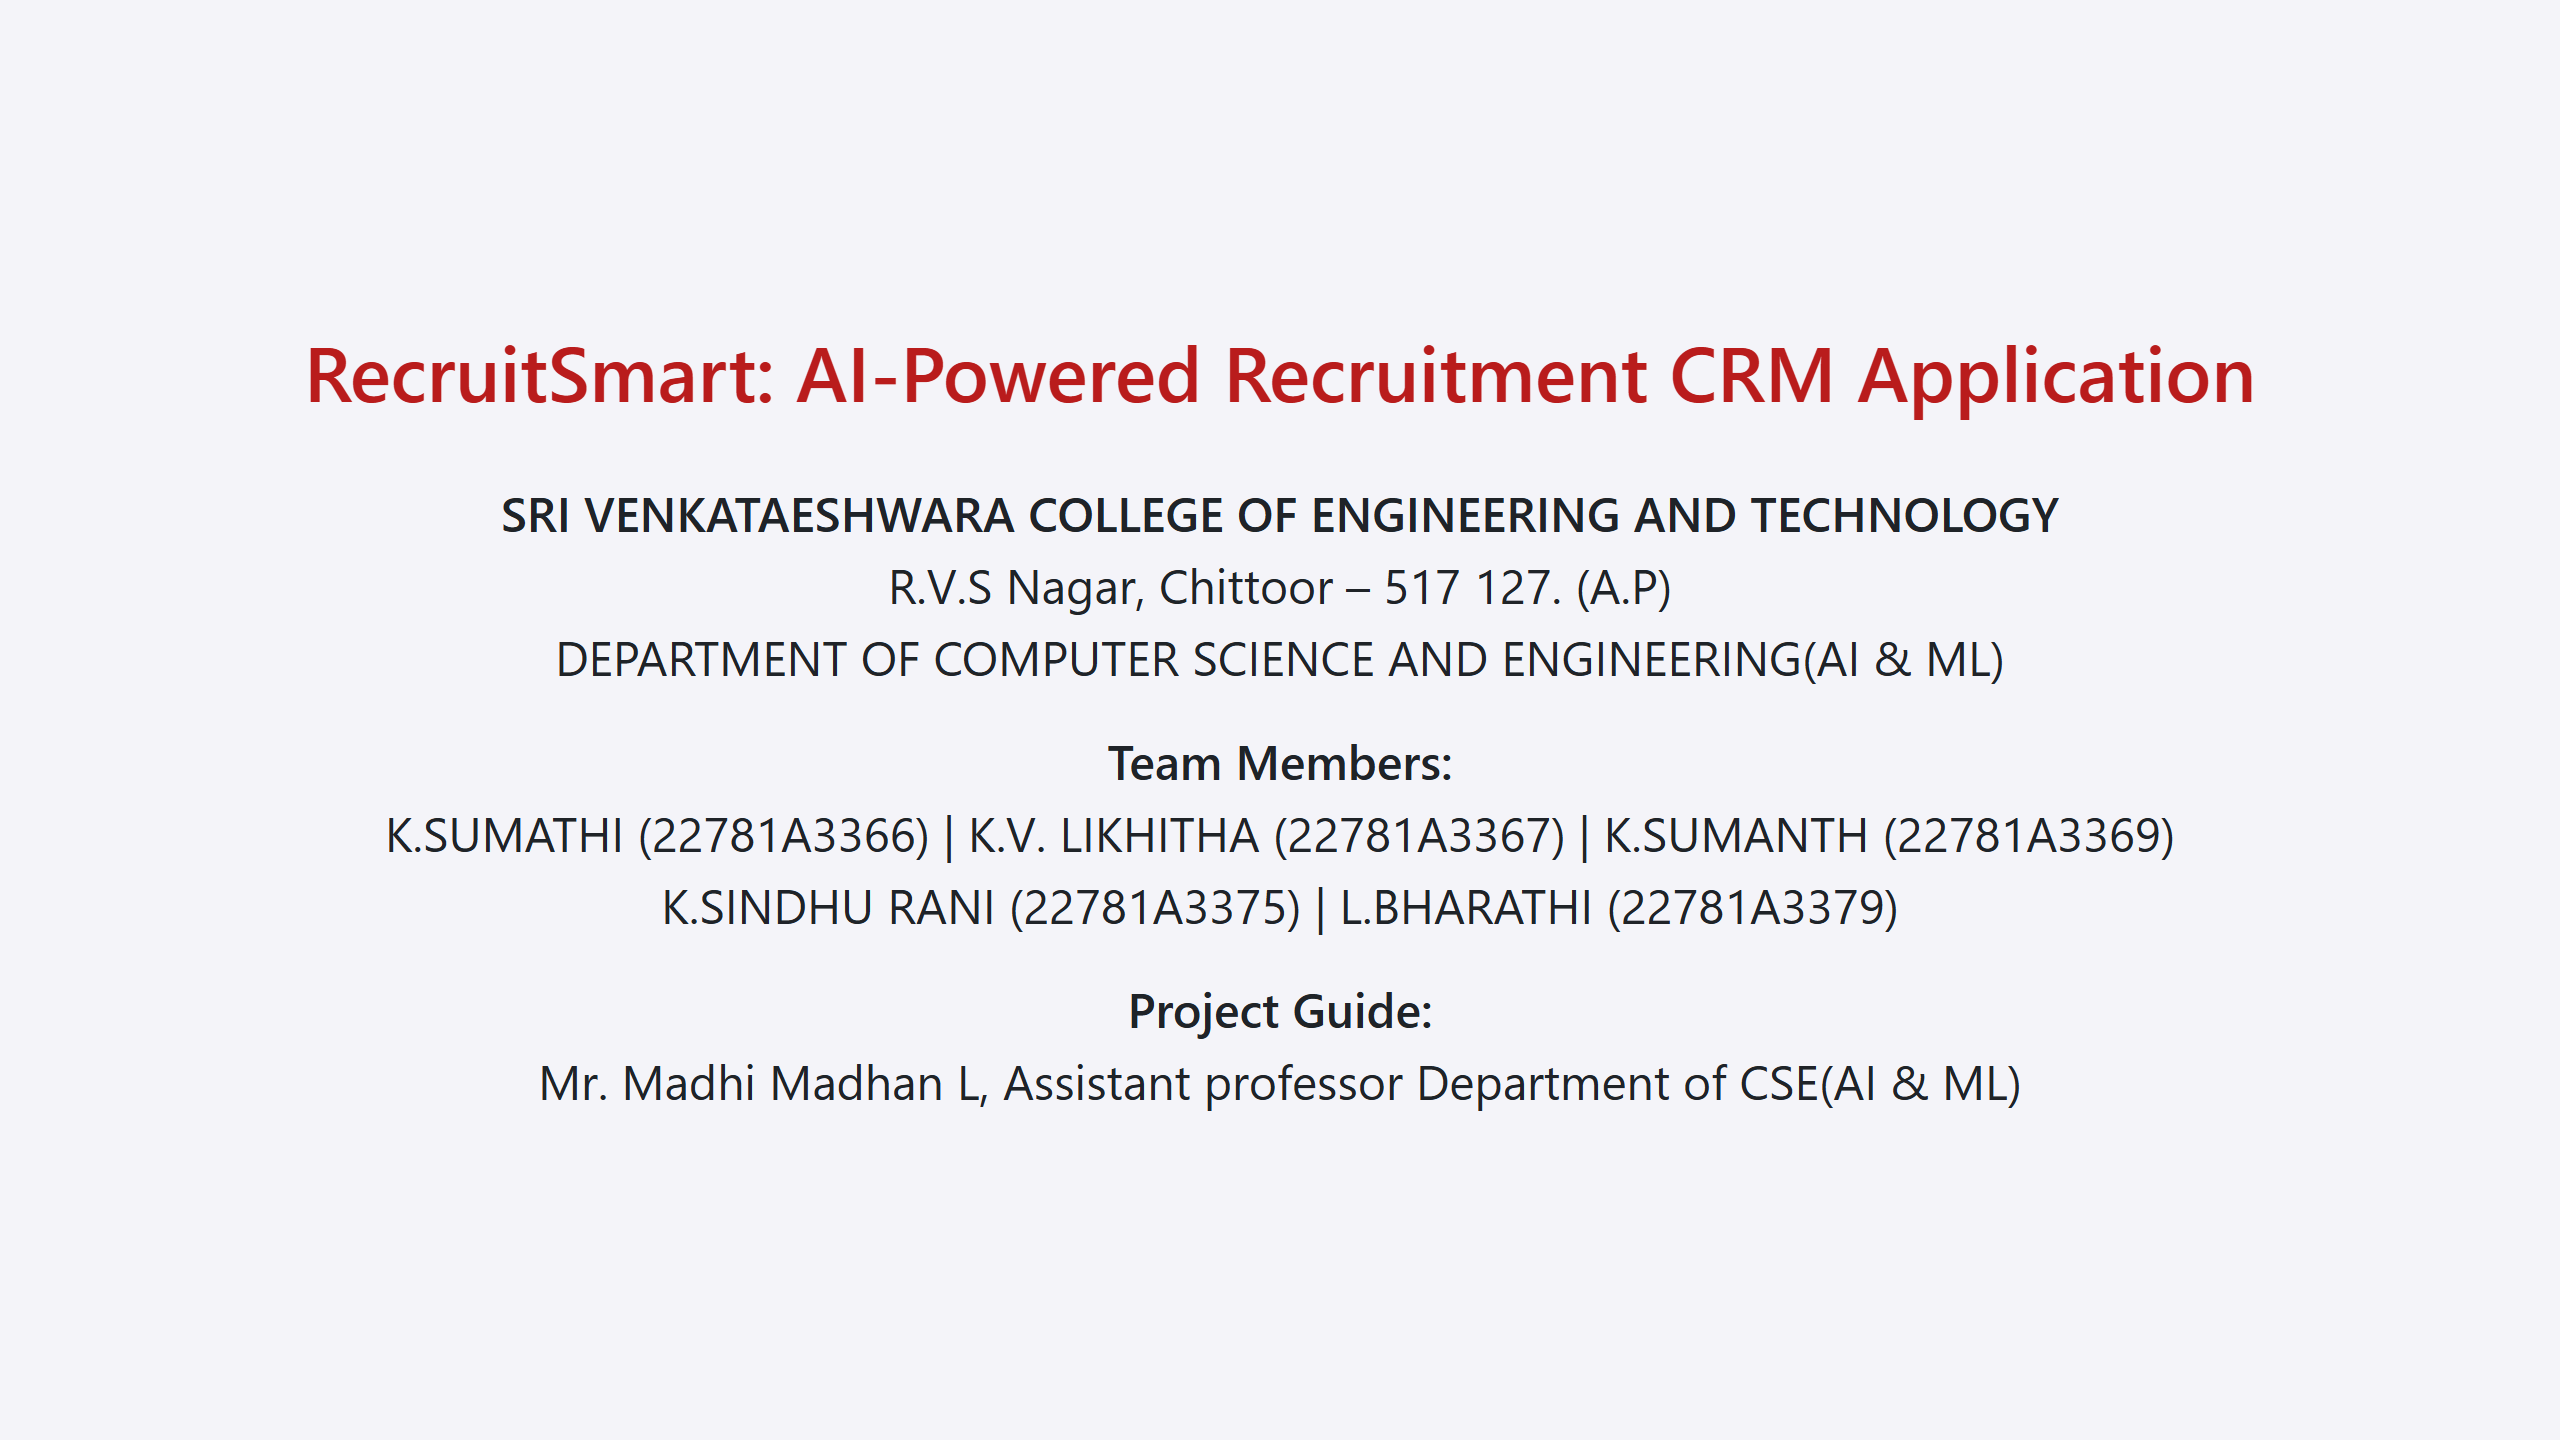 RecruitSmart: AI-Powered Recruitment CRM Application
SRI VENKATAESHWARA COLLEGE OF ENGINEERING AND TECHNOLOGY
R.V.S Nagar, Chittoor – 517 127. (A.P)
DEPARTMENT OF COMPUTER SCIENCE AND ENGINEERING(AI & ML)
Team Members:
K.SUMATHI (22781A3366) | K.V. LIKHITHA (22781A3367) | K.SUMANTH (22781A3369)
K.SINDHU RANI (22781A3375) | L.BHARATHI (22781A3379)
Project Guide:
Mr. Madhi Madhan L, Assistant professor Department of CSE(AI & ML)